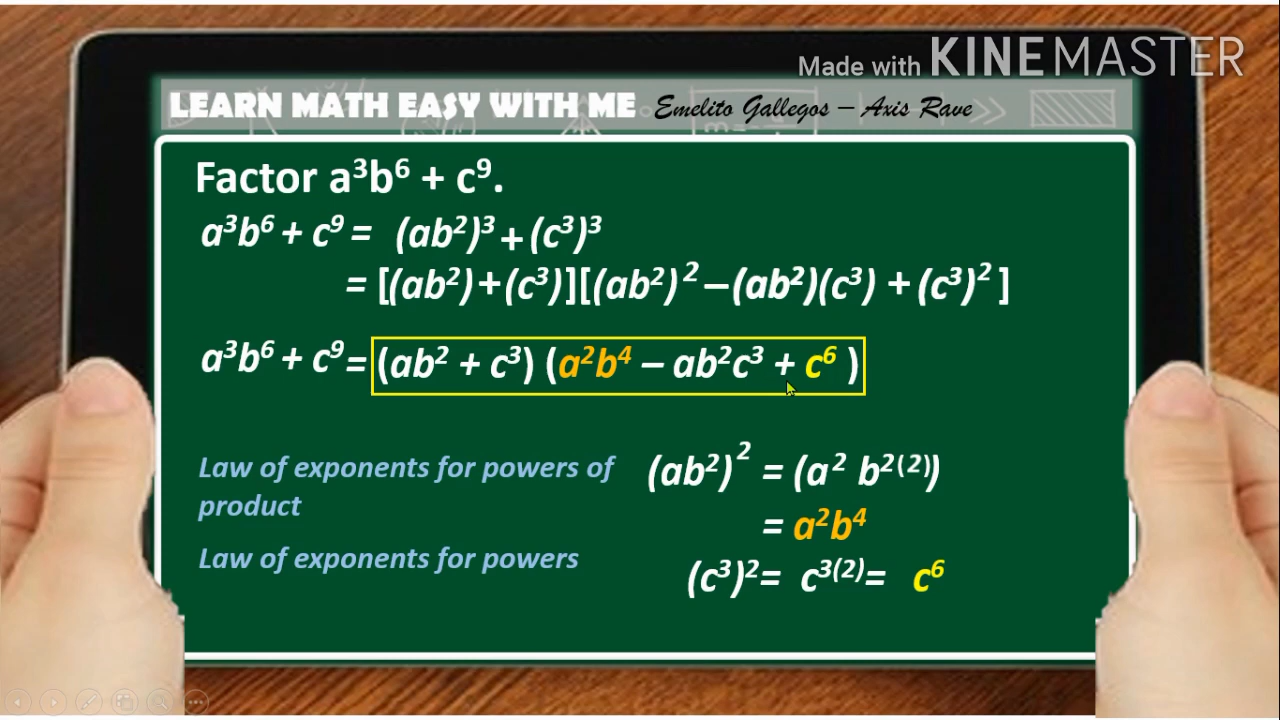 Made with KINEMASTER
LEARN MATH EASY WITH ME Emelito Gallegos – Axis Rave
Factor a³b⁶ + c⁹.
a³b⁶ + c⁹ = (ab²)³ + (c³)³
= [(ab²)+(c³)][(ab²)² – (ab²)(c³) + (c³)² ]
a³b⁶ + c⁹ = (ab² + c³) (a²b⁴ – ab²c³ + c⁶ )
Law of exponents for powers of
product
(ab²)² = (a² b²⁽²⁾)
= a²b⁴
Law of exponents for powers
(c³)² = c³⁽²⁾ = c⁶